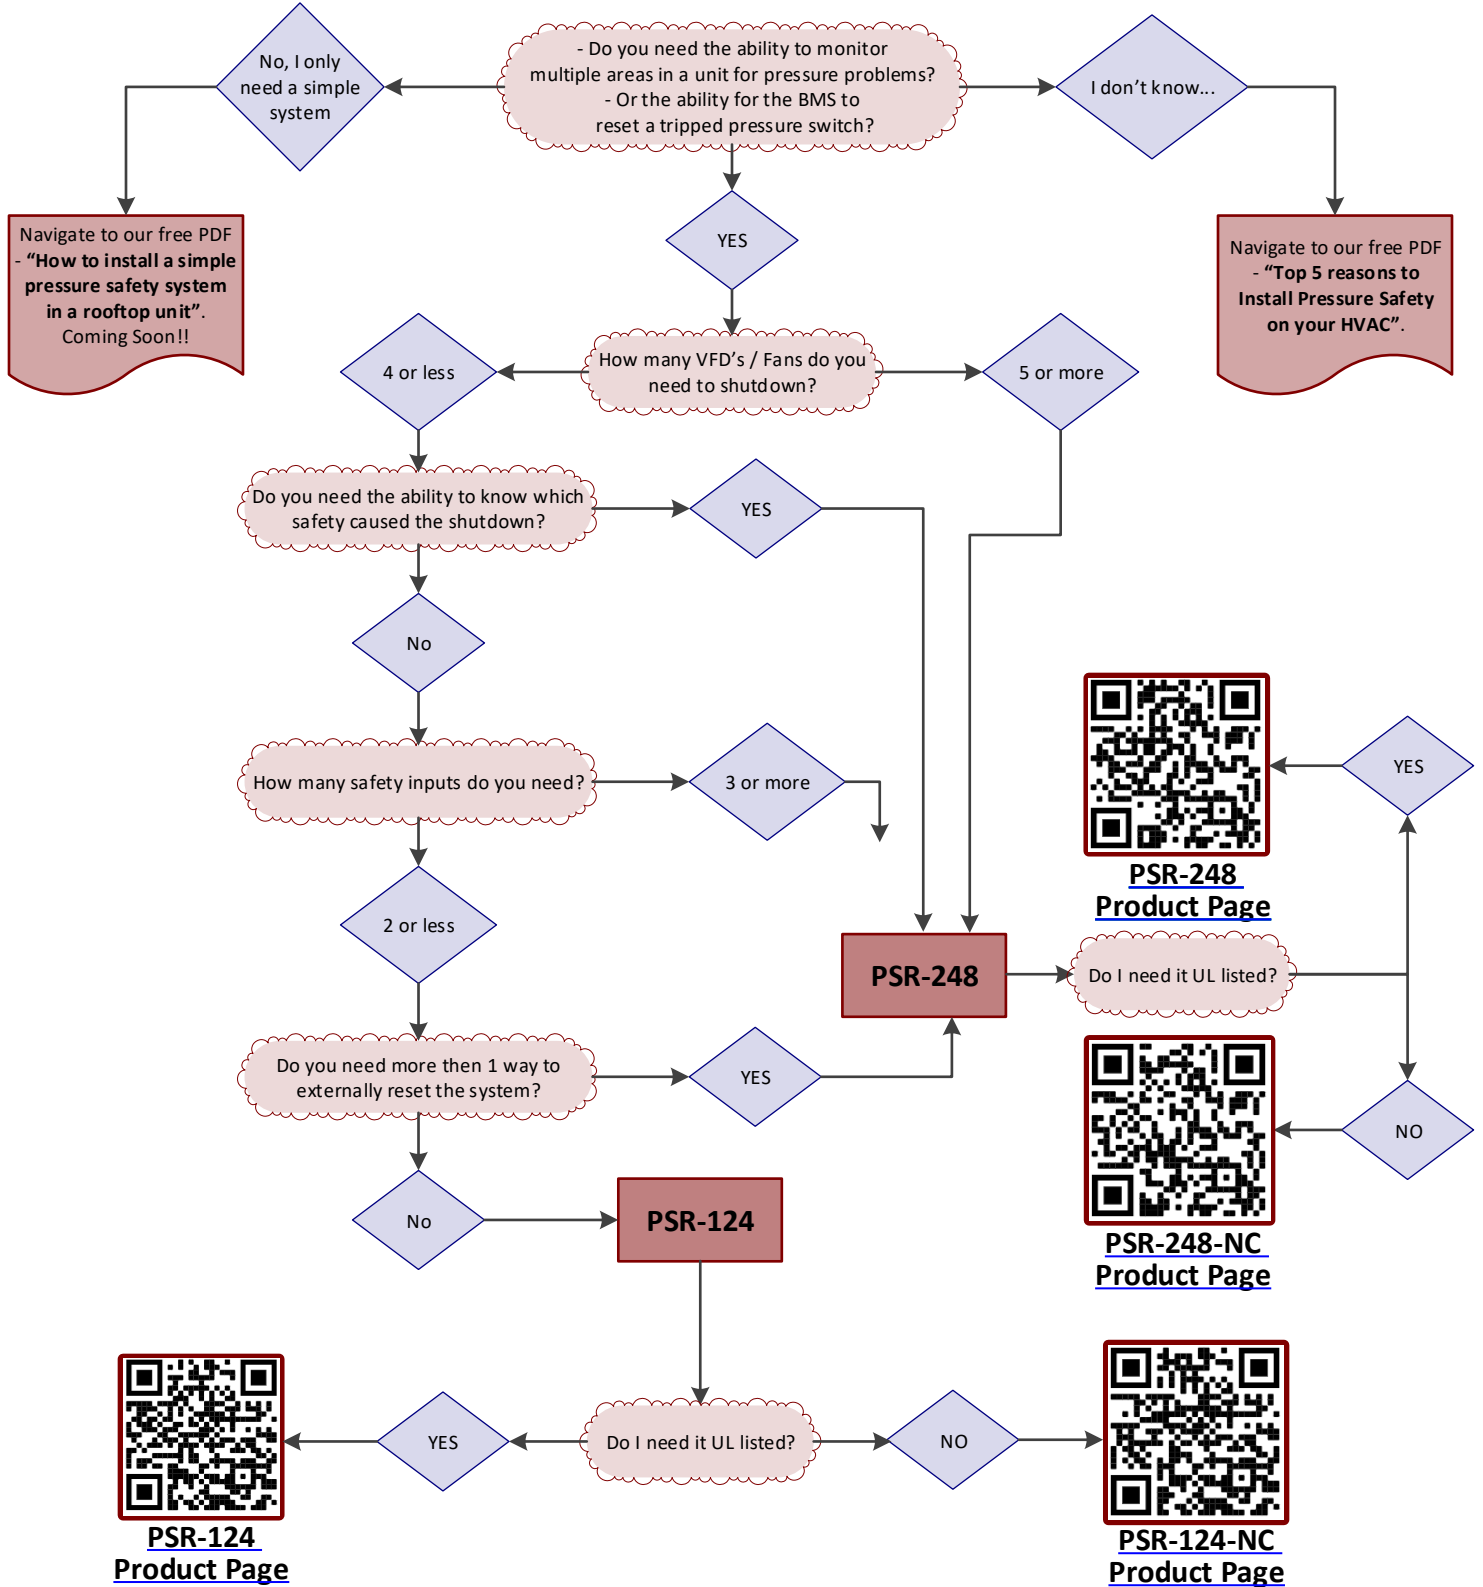 - Do you need the ability to monitor
multiple areas in a unit for pressure problems?
- Or the ability for the BMS to
reset a tripped pressure switch?
No, I only
need a simple
system
I don't know...
Navigate to our free PDF
- “How to install a simple
pressure safety system
in a rooftop unit”.
Coming Soon!!
YES
Navigate to our free PDF
- “Top 5 reasons to
Install Pressure Safety
on your HVAC”.
4 or less
How many VFD's / Fans do you
need to shutdown?
5 or more
Do you need the ability to know which
safety caused the shutdown?
YES
No
How many safety inputs do you need?
3 or more
YES
PSR-248
Product Page
2 or less
PSR-248
Do I need it UL listed?
Do you need more then 1 way to
externally reset the system?
YES
NO
No
PSR-124
PSR-248-NC
Product Page
YES
Do I need it UL listed?
NO
PSR-124
Product Page
PSR-124-NC
Product Page